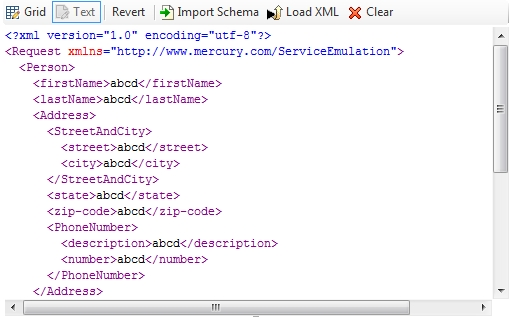 Grid Text Revert Import Schema Load XML Clear
<?xml version="1.0" encoding="utf-8"?>
<Request xmlns="http://www.mercury.com/ServiceEmulation">
<Person>
<firstName>abcd</firstName>
<lastName>abcd</lastName>
<Address>
<StreetAndCity>
<street>abcd</street>
<city>abcd</city>
</StreetAndCity>
<state>abcd</state>
<zip-code>abcd</zip-code>
<PhoneNumber>
<description>abcd</description>
<number>abcd</number>
</PhoneNumber>
</Address>